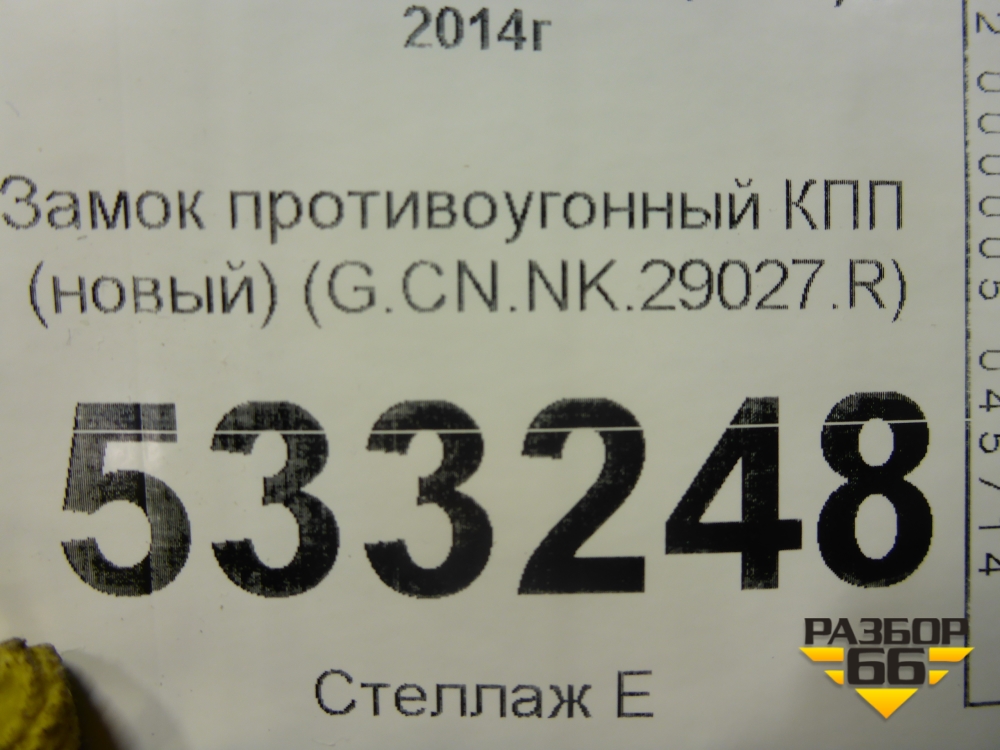 2014г
Замок противоугонный КПП
(новый) (G.CN.NK.29027.R)
533248
Стеллаж Е
РАЗБОР
66